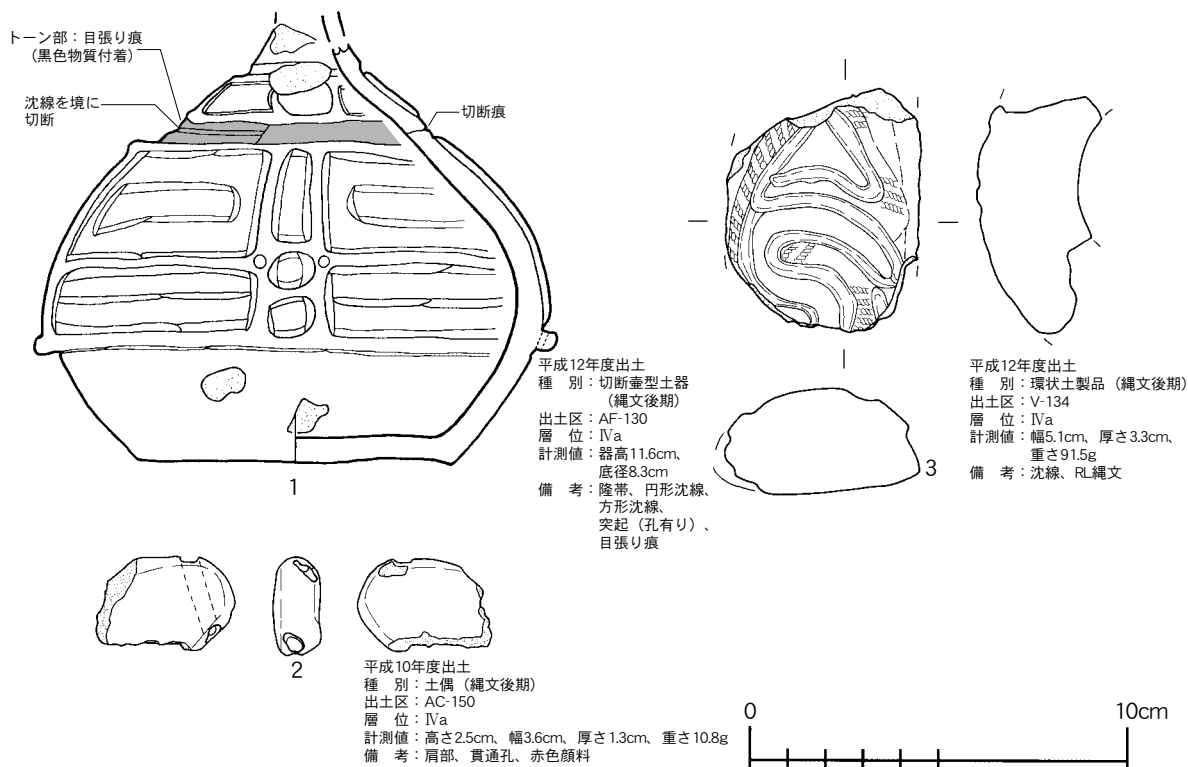 トーン部：目張り痕
（黒色物質付着）
沈線を境に
切断
切断痕
1
平成12年度出土
種　別：切断壷型土器
（縄文後期）
出土区：AF-130
層　位：Ⅳa
計測値：器高11.6cm、
底径8.3cm
備　考：隆帯、円形沈線、
方形沈線、
突起（孔有り）、
目張り痕
3
平成12年度出土
種　別：環状土製品（縄文後期）
出土区：V-134
層　位：Ⅳa
計測値：幅5.1cm、厚さ3.3cm、
重さ91.5g
備　考：沈線、RL縄文
2
平成10年度出土
種　別：土偶（縄文後期）
出土区：AC-150
層　位：Ⅳa
計測値：高さ2.5cm、幅3.6cm、厚さ1.3cm、重さ10.8g
備　考：肩部、貫通孔、赤色顔料
0 10cm